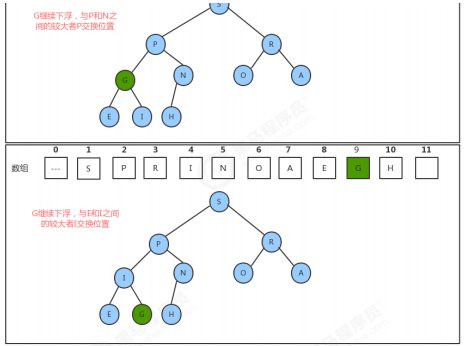 S
G继续下浮，与P和N之
间的较大者P交换位置
P
R
G
N
O
A
E
I
H
0 1 2 3 4 5 6 7 8 9 10 11
数组 --- S P R I N O A E G H
S
G继续下浮，与E和I之间
的较大者I交换位置
P
R
I
N
O
A
E
G
H